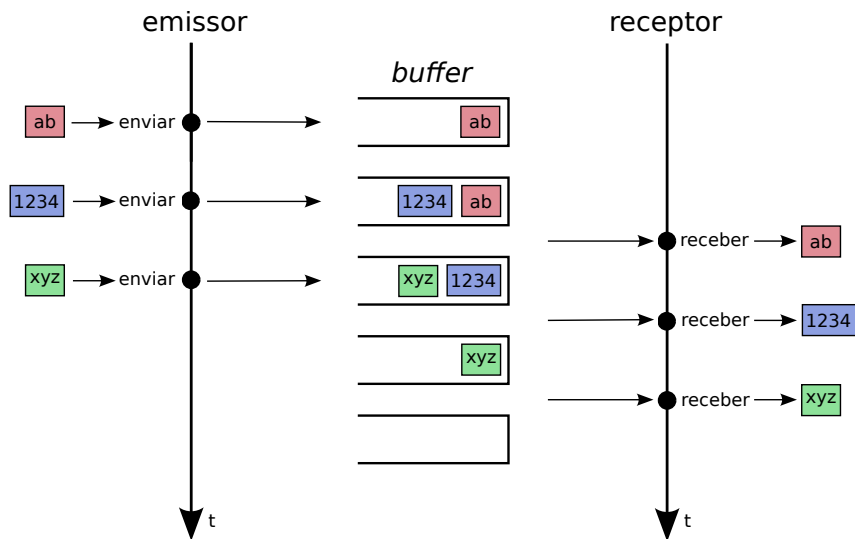 emissor
receptor
buffer
ab enviar ab
1234 enviar 1234 ab
receber ab
xyz enviar xyz 1234
receber 1234
xyz
receber xyz
t
t